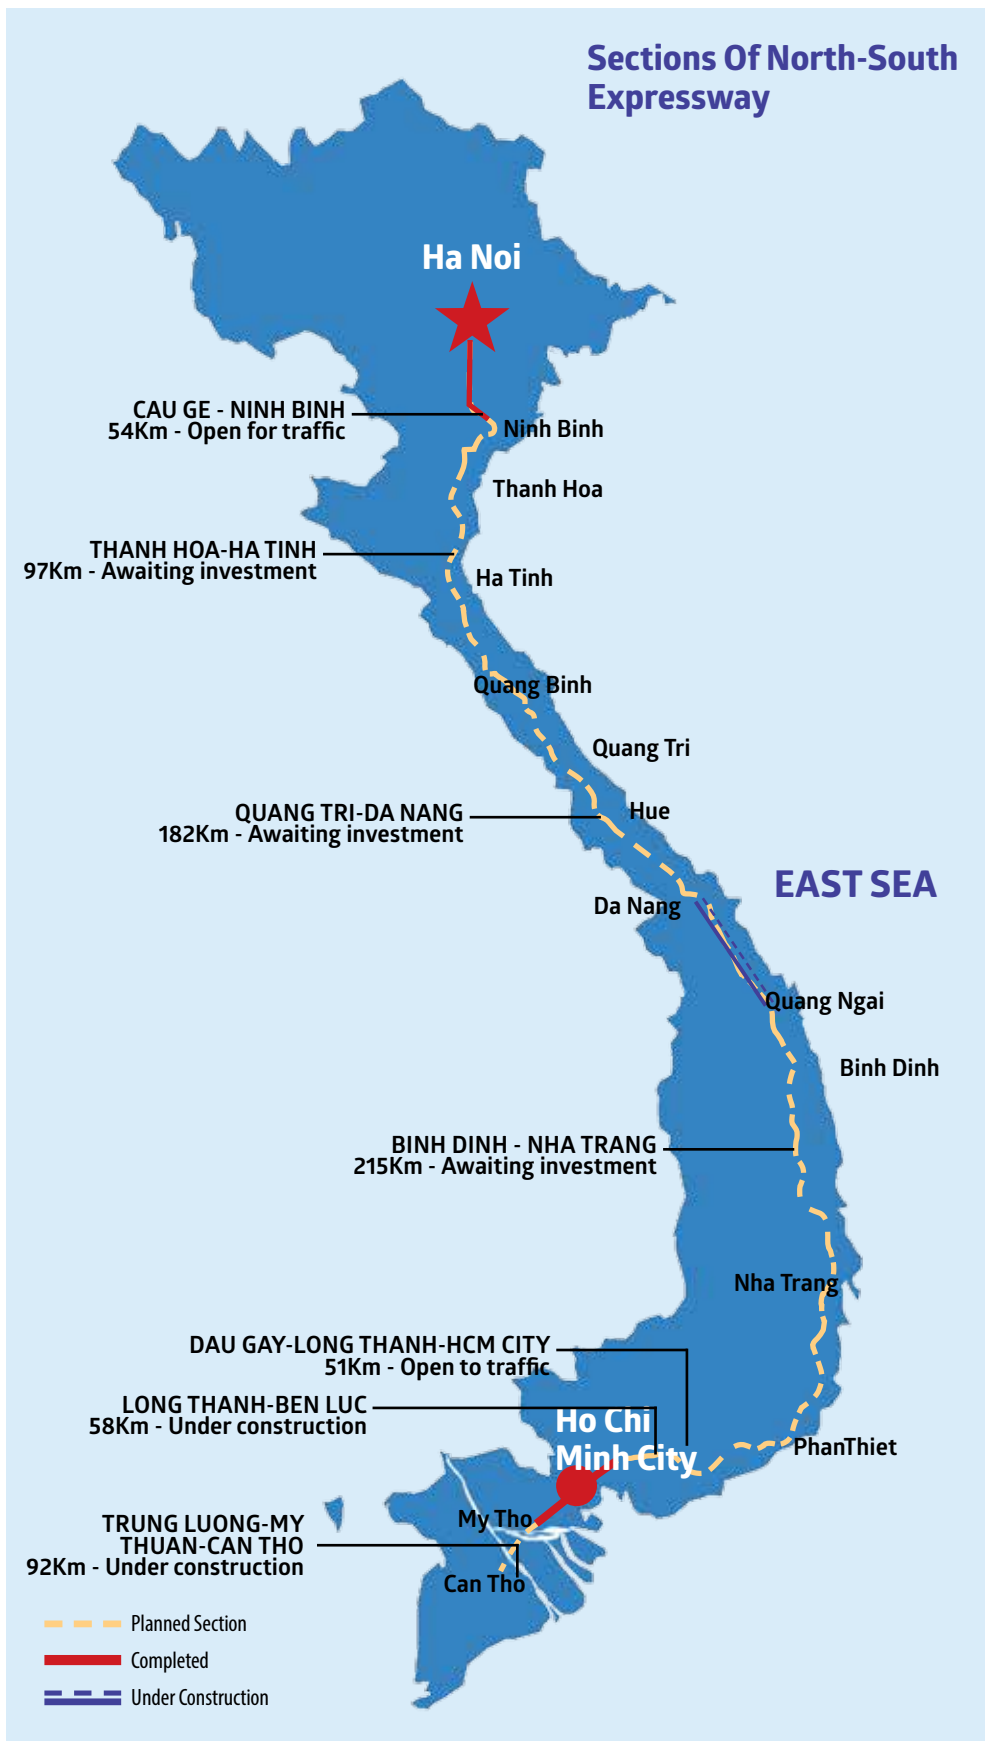 Sections Of North-South
Expressway
Ha Noi
CAU GE - NINH BINH
54Km - Open for traffic
Ninh Binh
Thanh Hoa
THANH HOA-HA TINH
97Km - Awaiting investment
Ha Tinh
Quang Binh
Quang Tri
QUANG TRI-DA NANG
182Km - Awaiting investment
Hue
EAST SEA
Da Nang
Quang Ngai
Binh Dinh
BINH DINH - NHA TRANG
215Km - Awaiting investment
Nha Trang
DAU GAY-LONG THANH-HCM CITY
51Km - Open to traffic
LONG THANH-BEN LUC
58Km - Under construction
Ho Chi
Minh City
PhanThiet
My Tho
TRUNG LUONG-MY
THUAN-CAN THO
92Km - Under construction
Can Tho
Planned Section
Completed
Under Construction